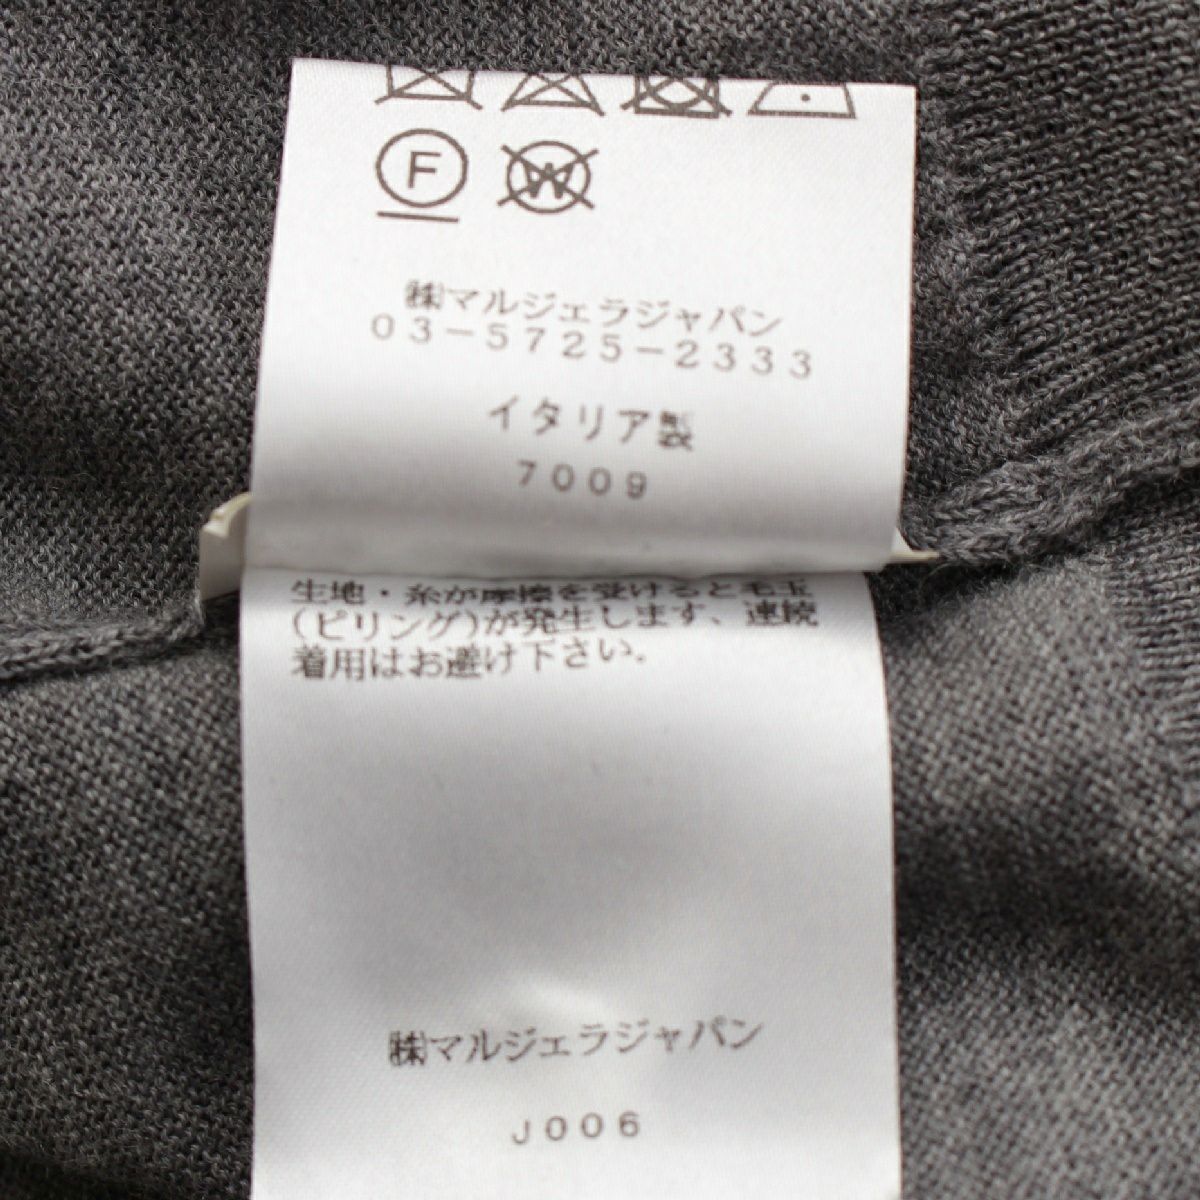 F
W
㈱マルジェラジャパン
03-5725-2333
イタリア製
7009
生地・糸が摩擦を受けると毛玉
(ピリング)が発生します、連続
着用はお避け下さい.
㈱マルジェラジャパン
J006